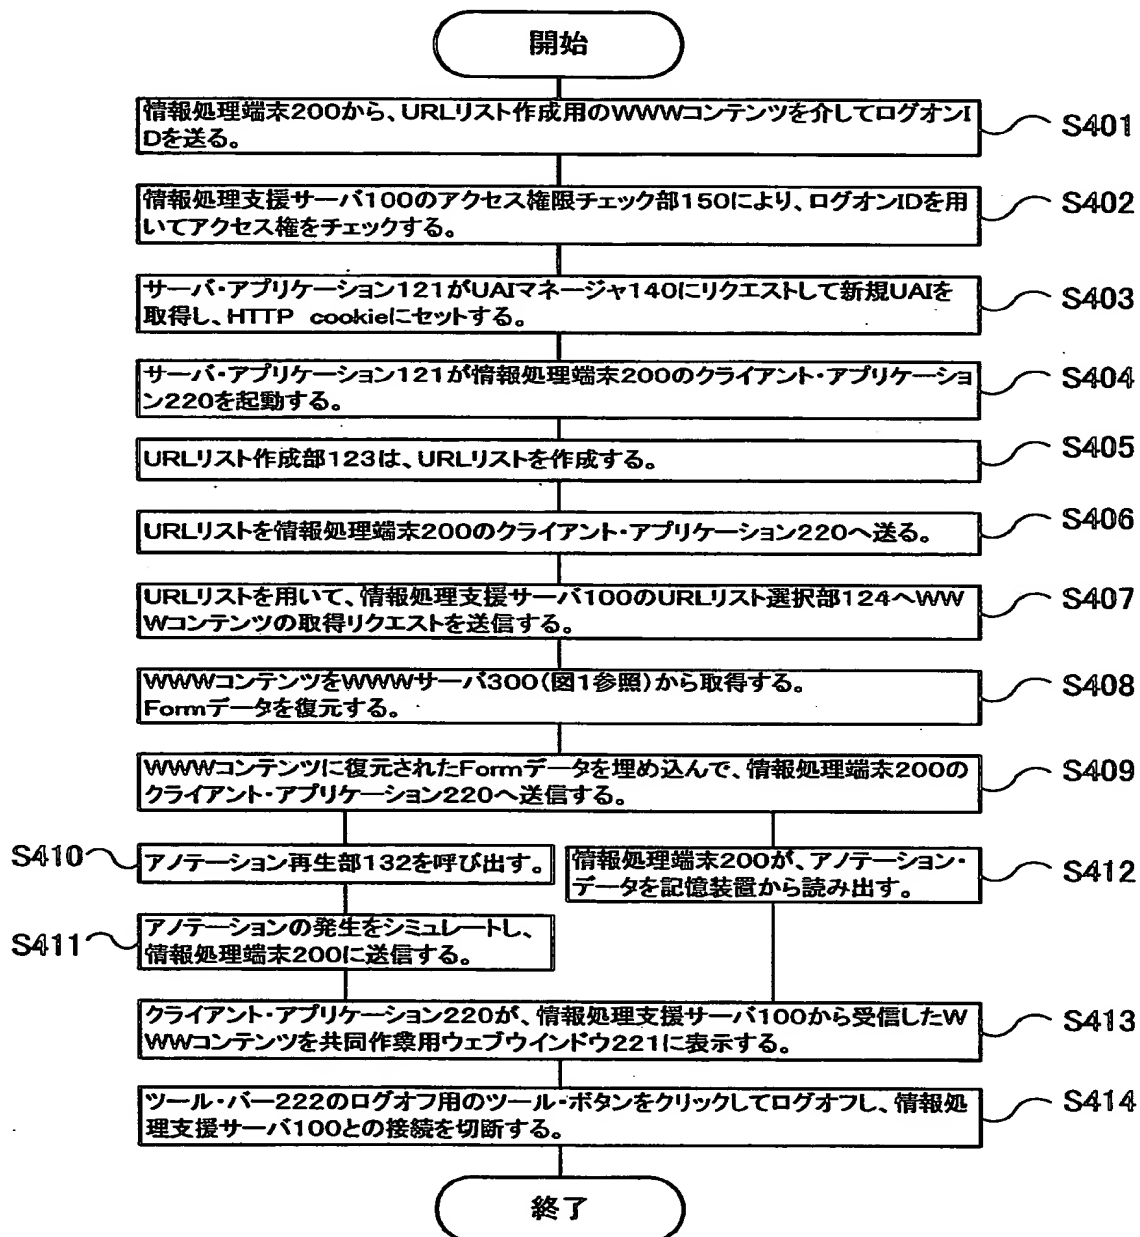 開始
情報処理端末200から、URLリスト作成用のWWWコンテンツを介してログオンI
Dを送る。
S401
情報処理支援サーバ100のアクセス権限チェック部150により、ログオンIDを用
いてアクセス権をチェックする。
S402
サーバ・アプリケーション121がUAIマネージャ140にリクエストして新規UAIを
取得し、HTTP cookieにセットする。
S403
サーバ・アプリケーション121が情報処理端末200のクライアント・アプリケーショ
ン220を起動する。
S404
URLリスト作成部123は、URLリストを作成する。
S405
URLリストを情報処理端末200のクライアント・アプリケーション220へ送る。
S406
URLリストを用いて、情報処理支援サーバ100のURLリスト選択部124へWW
Wコンテンツの取得リクエストを送信する。
S407
WWWコンテンツをWWWサーバ300(図1参照)から取得する。
Formデータを復元する。
S408
WWWコンテンツに復元されたFormデータを埋め込んで、情報処理端末200の
クライアント・アプリケーション220へ送信する。
S409
S410
アノテーション再生部132を呼び出す。
情報処理端末200が、アノテーション・
データを記憶装置から読み出す。
S412
S411
アノテーションの発生をシミュレートし、
情報処理端末200に送信する。
クライアント・アプリケーション220が、情報処理支援サーバ100から受信したW
WWコンテンツを共同作業用ウェブウインドウ221に表示する。
S413
ツール・バー222のログオフ用のツール・ボタンをクリックしてログオフし、情報処
理支援サーバ100との接続を切断する。
S414
終了